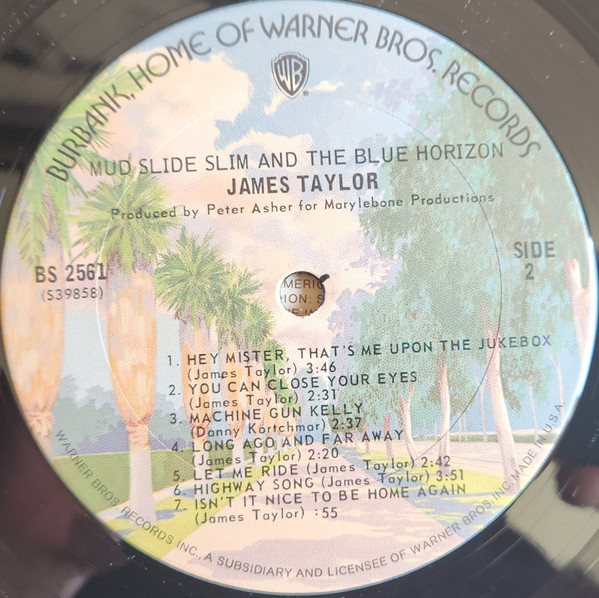 BURBANK, HOME OF WARNER BROS. RECORDS
WB
MUD SLIDE SLIM AND THE BLUE HORIZON
JAMES TAYLOR
Produced by Peter Asher for Marylebone Productions
BS 2561
(S39858)
SIDE
2
MERIC
ION: S
1. HEY MISTER, THAT'S ME UPON THE JUKEBOX
(James Taylor) 3:46
2. YOU CAN CLOSE YOUR EYES
(James Taylor) 2:31
3. MACHINE GUN KELLY
(Danny Kortchmar) 2:37
4. LONG AGO AND FAR AWAY
(James Taylor) 2:20
5. LET ME RIDE (James Taylor) 2:42
6. HIGHWAY SONG (James Taylor) 3:51
7. ISN'T IT NICE TO BE HOME AGAIN
(James Taylor) :55
WARNER BROS. RECORDS INC., A SUBSIDIARY AND LICENSEE OF WARNER BROS. INC. MADE IN U.S.A.